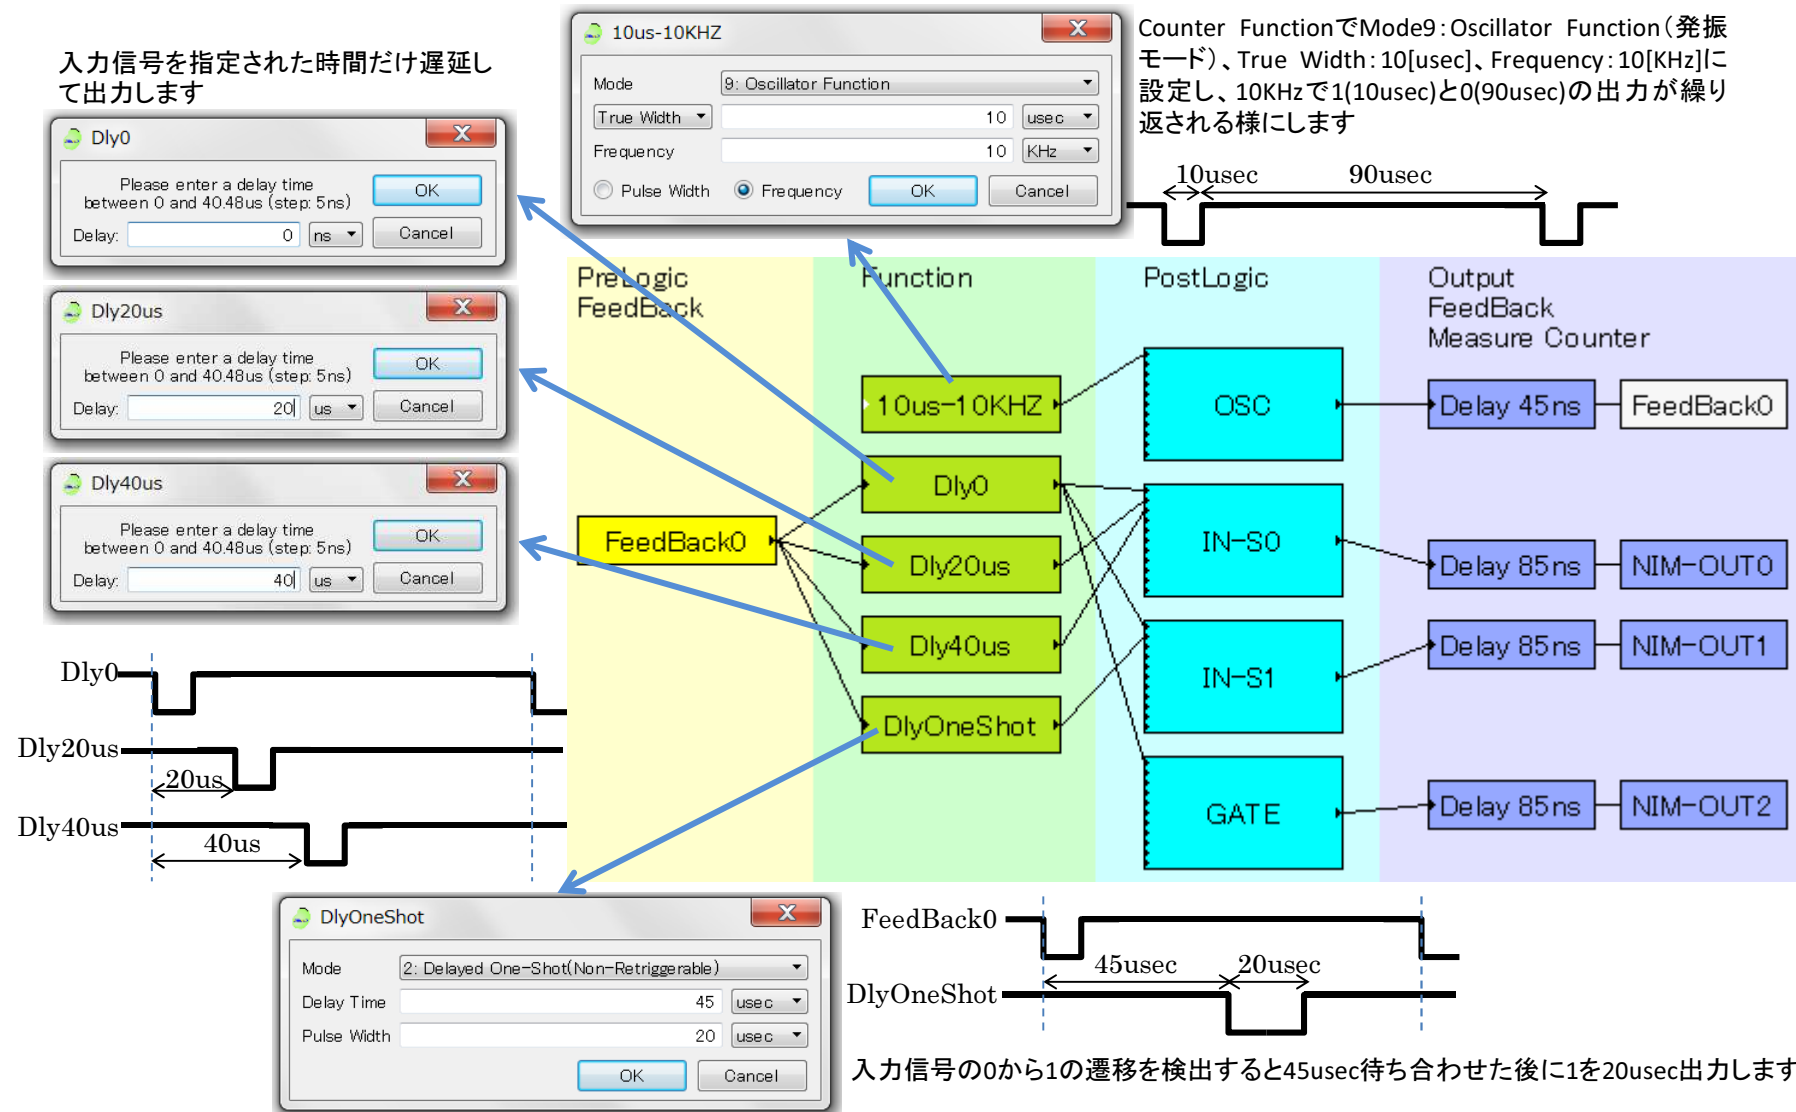 入力信号を指定された時間だけ遅延し
て出力します
Dly0
Please enter a delay time
between 0 and 40.48us (step: 5ns)
OK
Delay:
0
ns
Cancel
Dly20us
Please enter a delay time
between 0 and 40.48us (step: 5ns)
OK
Delay:
20
us
Cancel
Dly40us
Please enter a delay time
between 0 and 40.48us (step: 5ns)
OK
Delay:
40
us
Cancel
10us-10KHZ
Mode
9: Oscillator Function
True Width
10
usec
Frequency
10
KHz
Pulse Width
Frequency
OK
Cancel
Counter FunctionでMode9:Oscillator Function(発振
モード)、True Width:10[usec]、Frequency:10[KHz]に
設定し、10KHzで1(10usec)と0(90usec)の出力が繰り
返される様にします
10usec
90usec
PreLogic
FeedBack
Function
PostLogic
Output
FeedBack
Measure Counter
FeedBack0
10us-10KHZ
Dly0
Dly20us
Dly40us
DlyOneShot
OSC
IN-S0
IN-S1
GATE
Delay 45ns
FeedBack0
Delay 85ns
NIM-OUT0
Delay 85ns
NIM-OUT1
Delay 85ns
NIM-OUT2
Dly0
Dly20us
20us
Dly40us
40us
DlyOneShot
Mode
2: Delayed One-Shot(Non-Retriggerable)
Delay Time
45
usec
Pulse Width
20
usec
OK
Cancel
FeedBack0
45usec
20usec
DlyOneShot
入力信号の0から1の遷移を検出すると45usec待ち合わせた後に1を20usec出力します